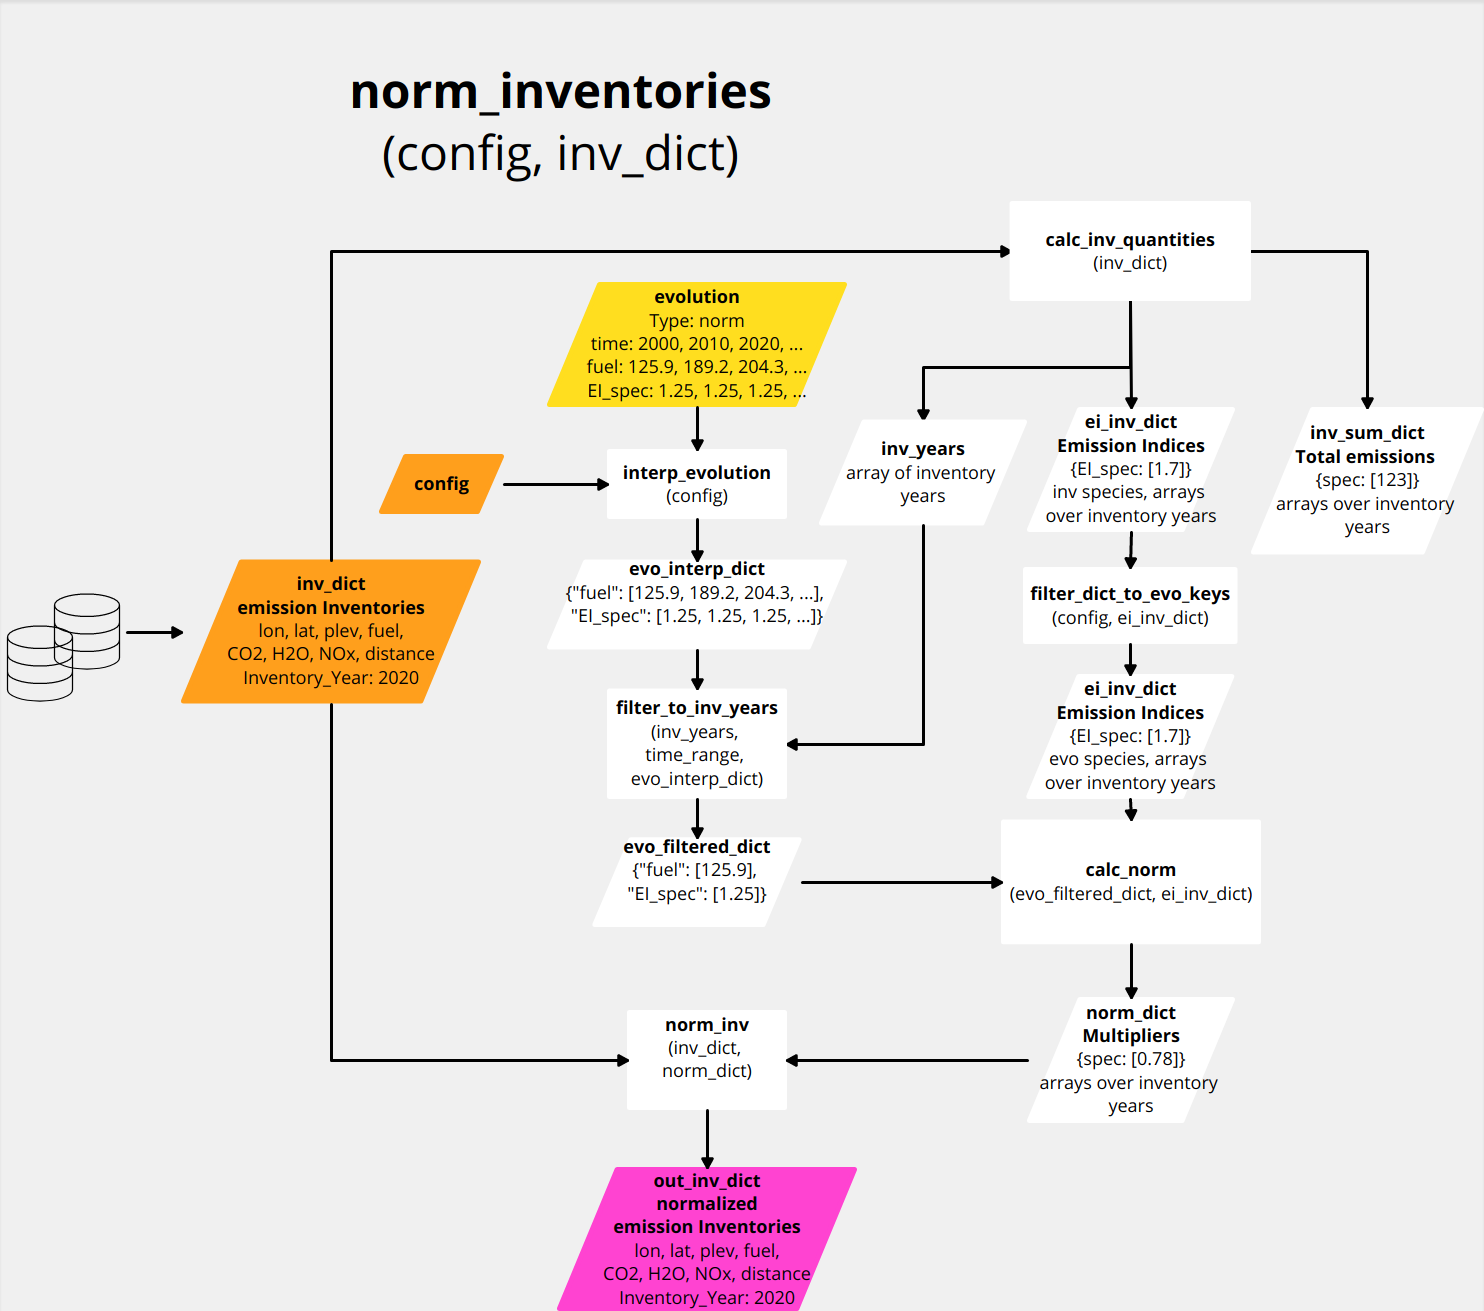 norm_inventories
(config, inv_dict)
calc_inv_quantities
(inv_dict)
evolution
Type: norm
time: 2000, 2010, 2020, ...
fuel: 125.9, 189.2, 204.3, ...
EI_spec: 1.25, 1.25, 1.25, ...
config
interp_evolution
(config)
inv_years
array of inventory
years
ei_inv_dict
Emission Indices
{EI_spec: [1.7]}
inv species, arrays
over inventory years
inv_sum_dict
Total emissions
{spec: [123]}
arrays over inventory
years
inv_dict
emission Inventories
lon, lat, plev, fuel,
CO2, H2O, NOx, distance
Inventory_Year: 2020
evo_interp_dict
{"fuel": [125.9, 189.2, 204.3, ...],
"EI_spec": [1.25, 1.25, 1.25, ...]}
filter_dict_to_evo_keys
(config, ei_inv_dict)
filter_to_inv_years
(inv_years,
time_range,
evo_interp_dict)
ei_inv_dict
Emission Indices
{EI_spec: [1.7]}
evo species, arrays
over inventory years
evo_filtered_dict
{"fuel": [125.9],
"EI_spec": [1.25]}
calc_norm
(evo_filtered_dict, ei_inv_dict)
norm_inv
(inv_dict,
norm_dict)
norm_dict
Multipliers
{spec: [0.78]}
arrays over inventory
years
out_inv_dict
normalized
emission Inventories
lon, lat, plev, fuel,
CO2, H2O, NOx, distance
Inventory_Year: 2020